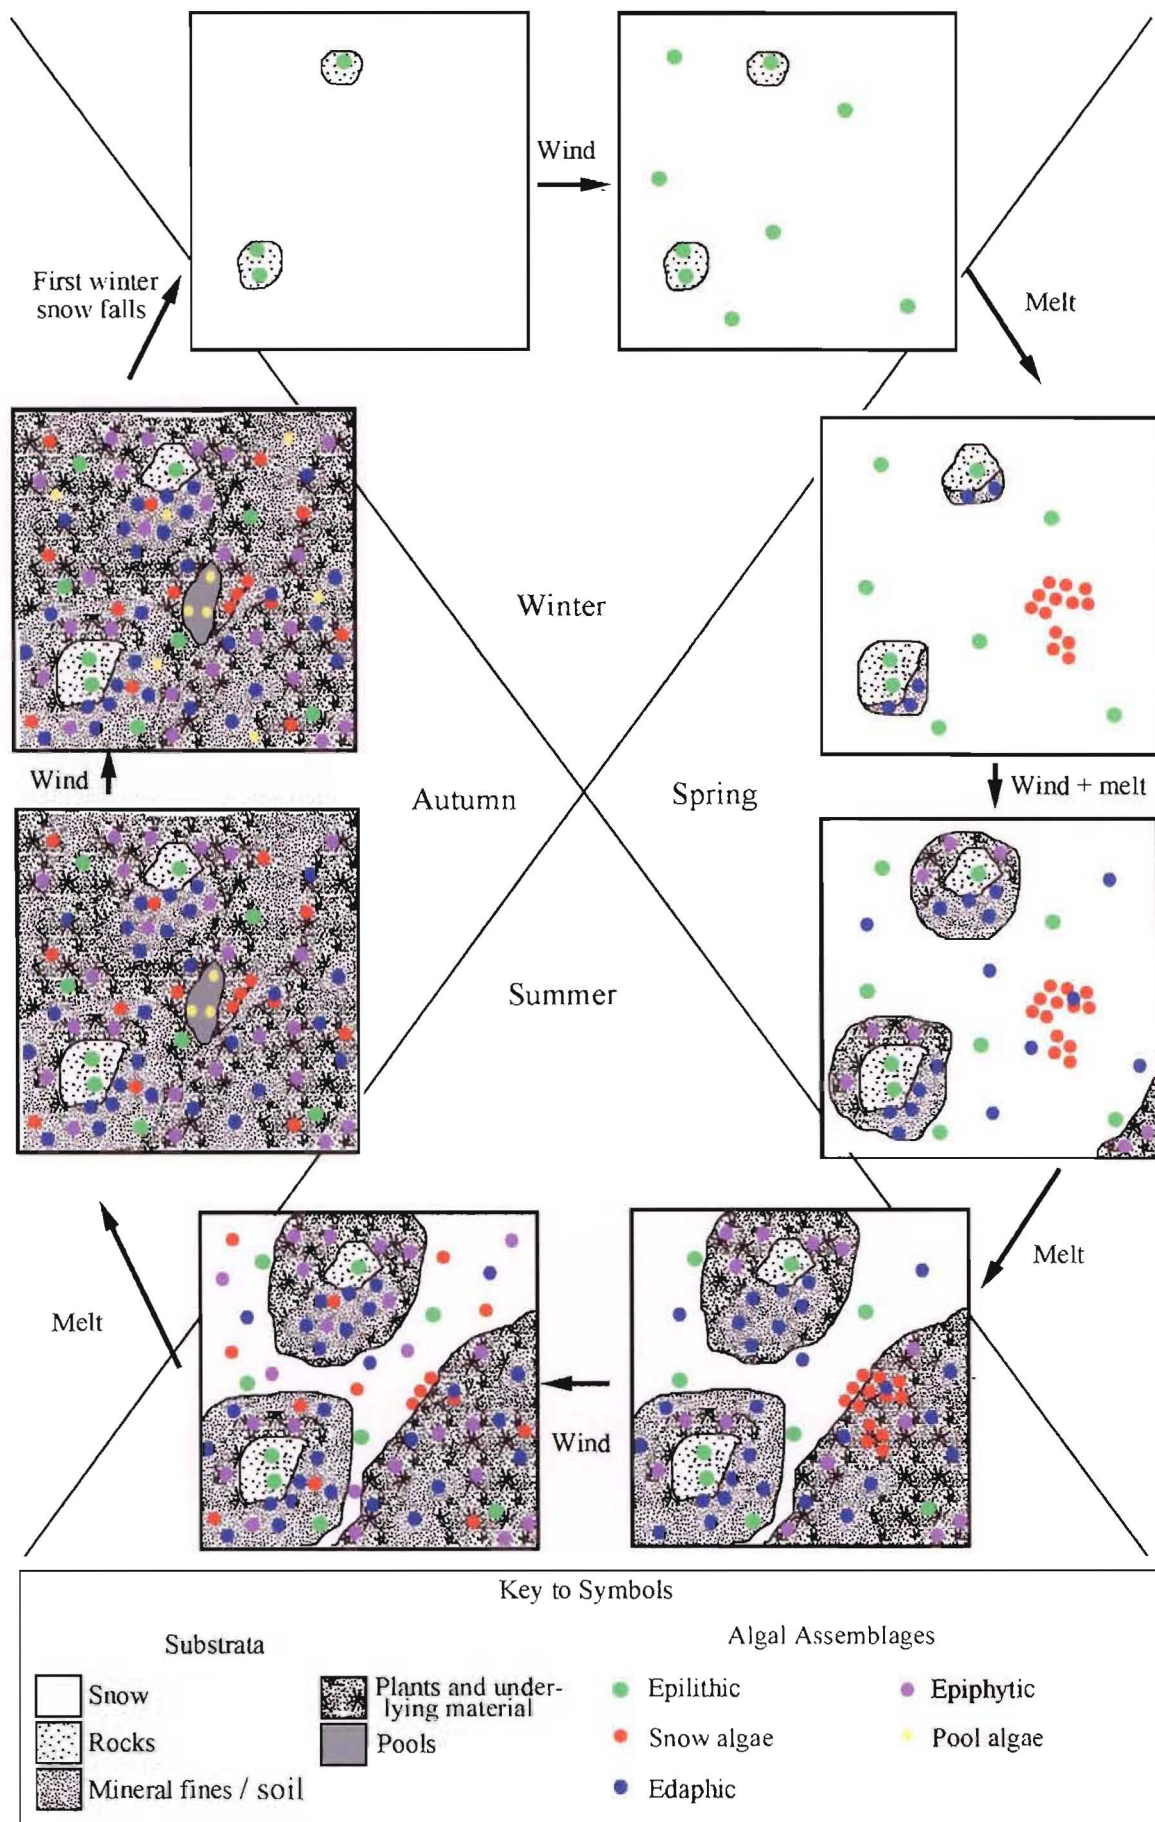 Wind
First winter
snow falls
Melt
Winter
Wind
Wind + melt
Autumn
Spring
Summer
Melt
Melt
Wind
Key to Symbols
Substrata
Algal Assemblages
Snow
Plants and under-
lying material
Epilithic
Epiphytic
Rocks
Pools
Snow algae
Pool algae
Mineral fines / soil
Edaphic